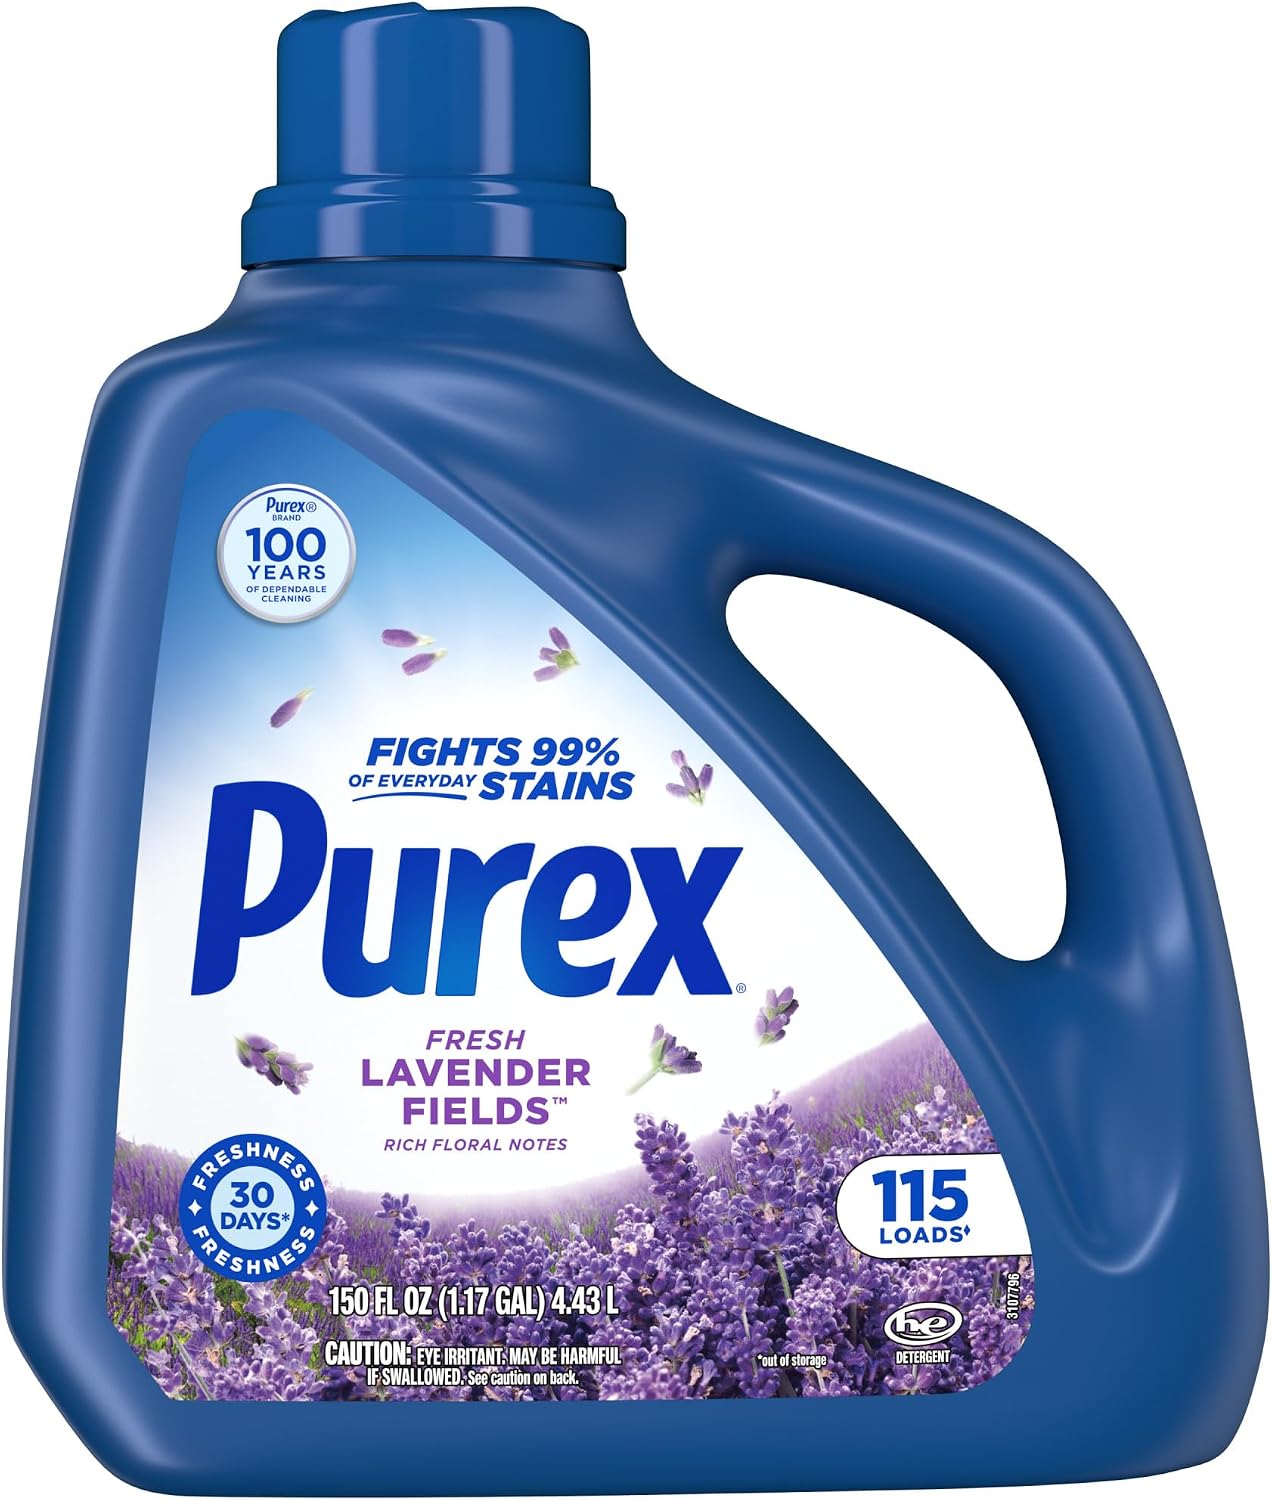 Purex®
BRAND
100
YEARS
OF DEPENDABLE
CLEANING
FIGHTS 99%
OF EVERYDAY STAINS
Purex®
FRESH
LAVENDER
FIELDS™
RICH FLORAL NOTES
FRESHNESS
30
DAYS*
FRESHNESS
115
LOADS♦
150 FL OZ (1.17 GAL) 4.43 L
CAUTION: EYE IRRITANT. MAY BE HARMFUL
IF SWALLOWED. See caution on back.
*out of storage
he
DETERGENT
3107796